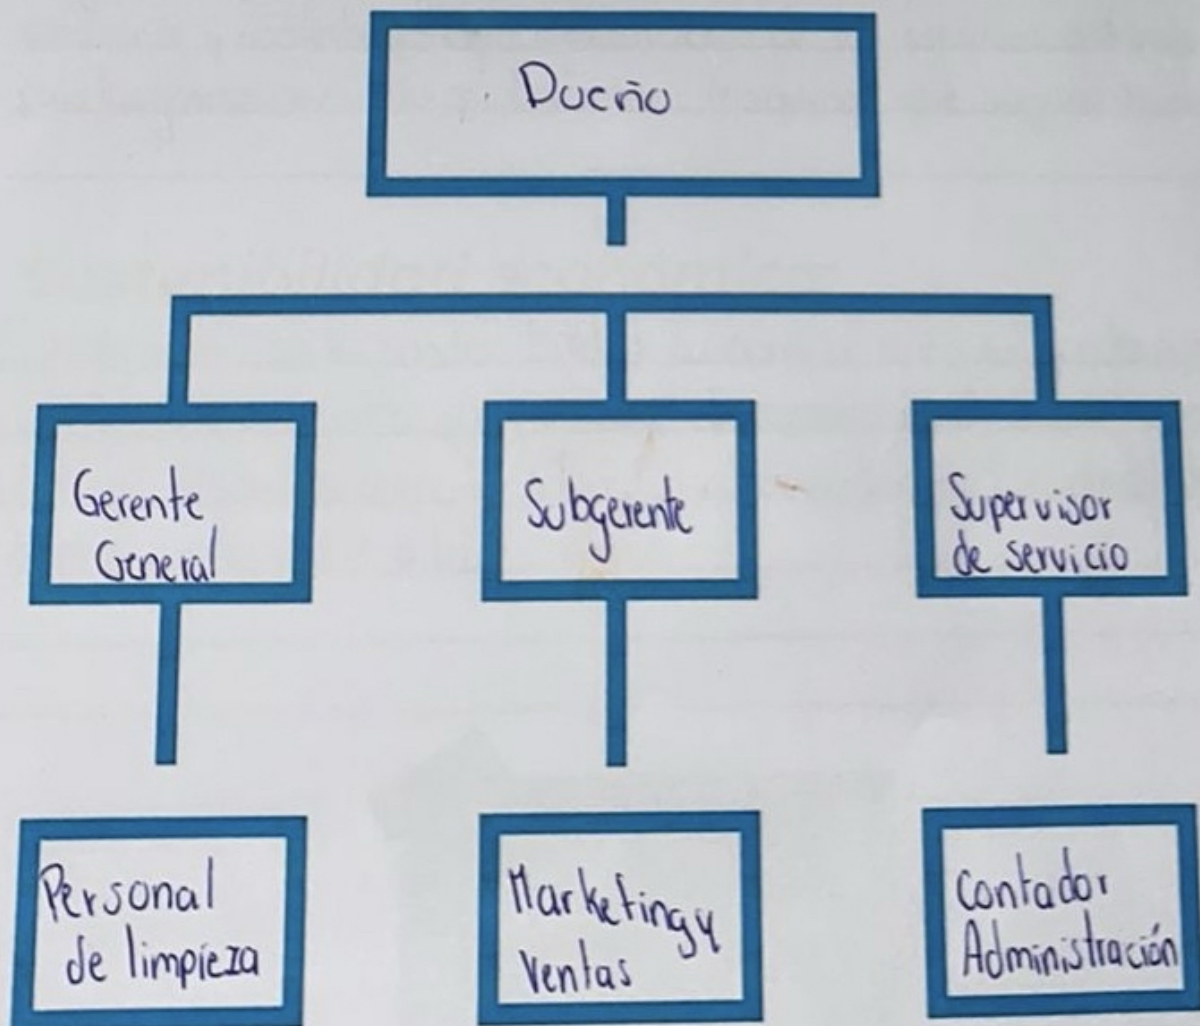 Dueño
Gerente
General
Subgerente
Supervisor
de servicio
Personal
de limpieza
Marketing y
Ventas
Contador
Administración